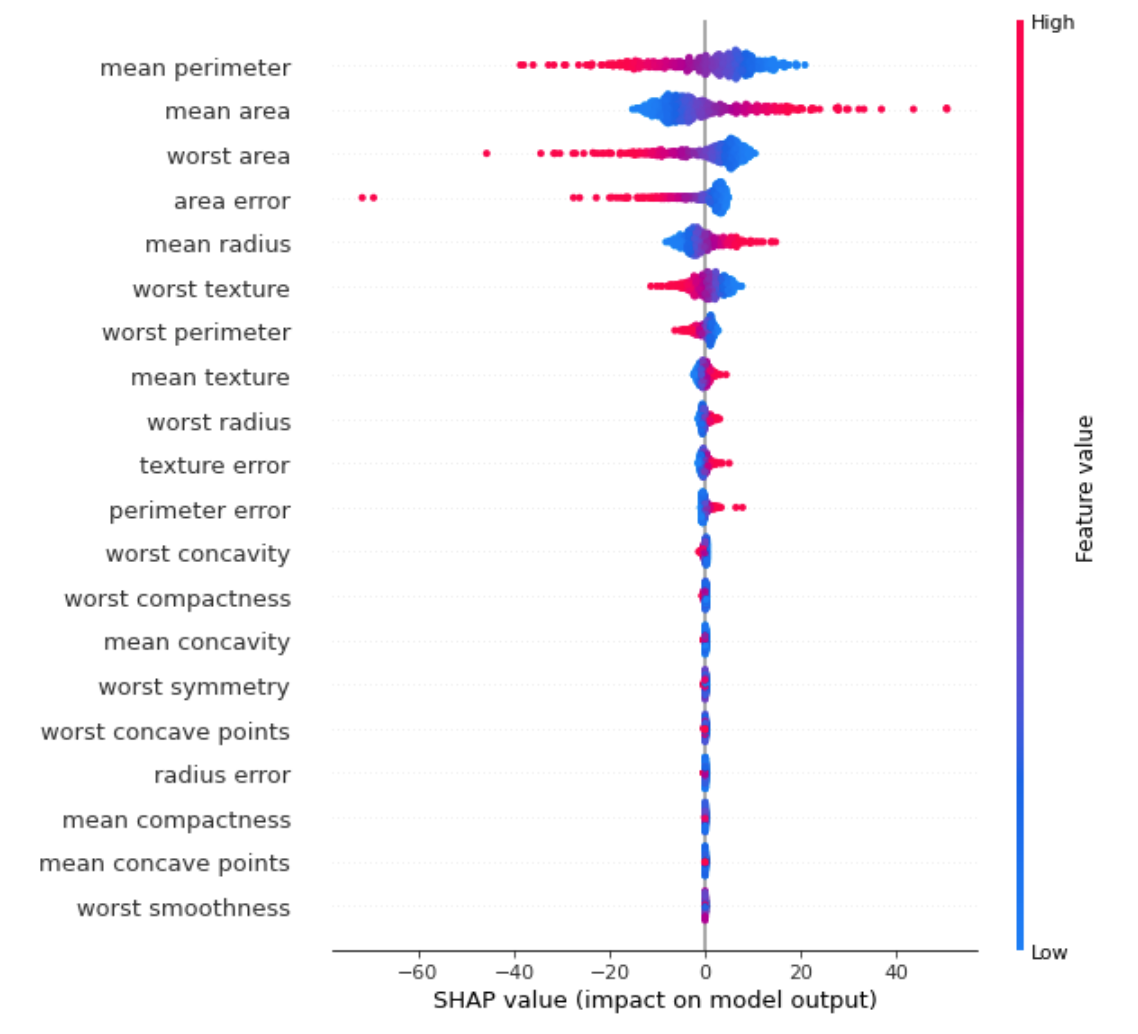 High
mean perimeter
mean area
worst area
area error
mean radius
worst texture
worst perimeter
mean texture
worst radius
texture error
perimeter error
worst concavity
worst compactness
mean concavity
worst symmetry
worst concave points
radius error
mean compactness
mean concave points
worst smoothness
Feature value
Low
−60 −40 −20 0 20 40
SHAP value (impact on model output)